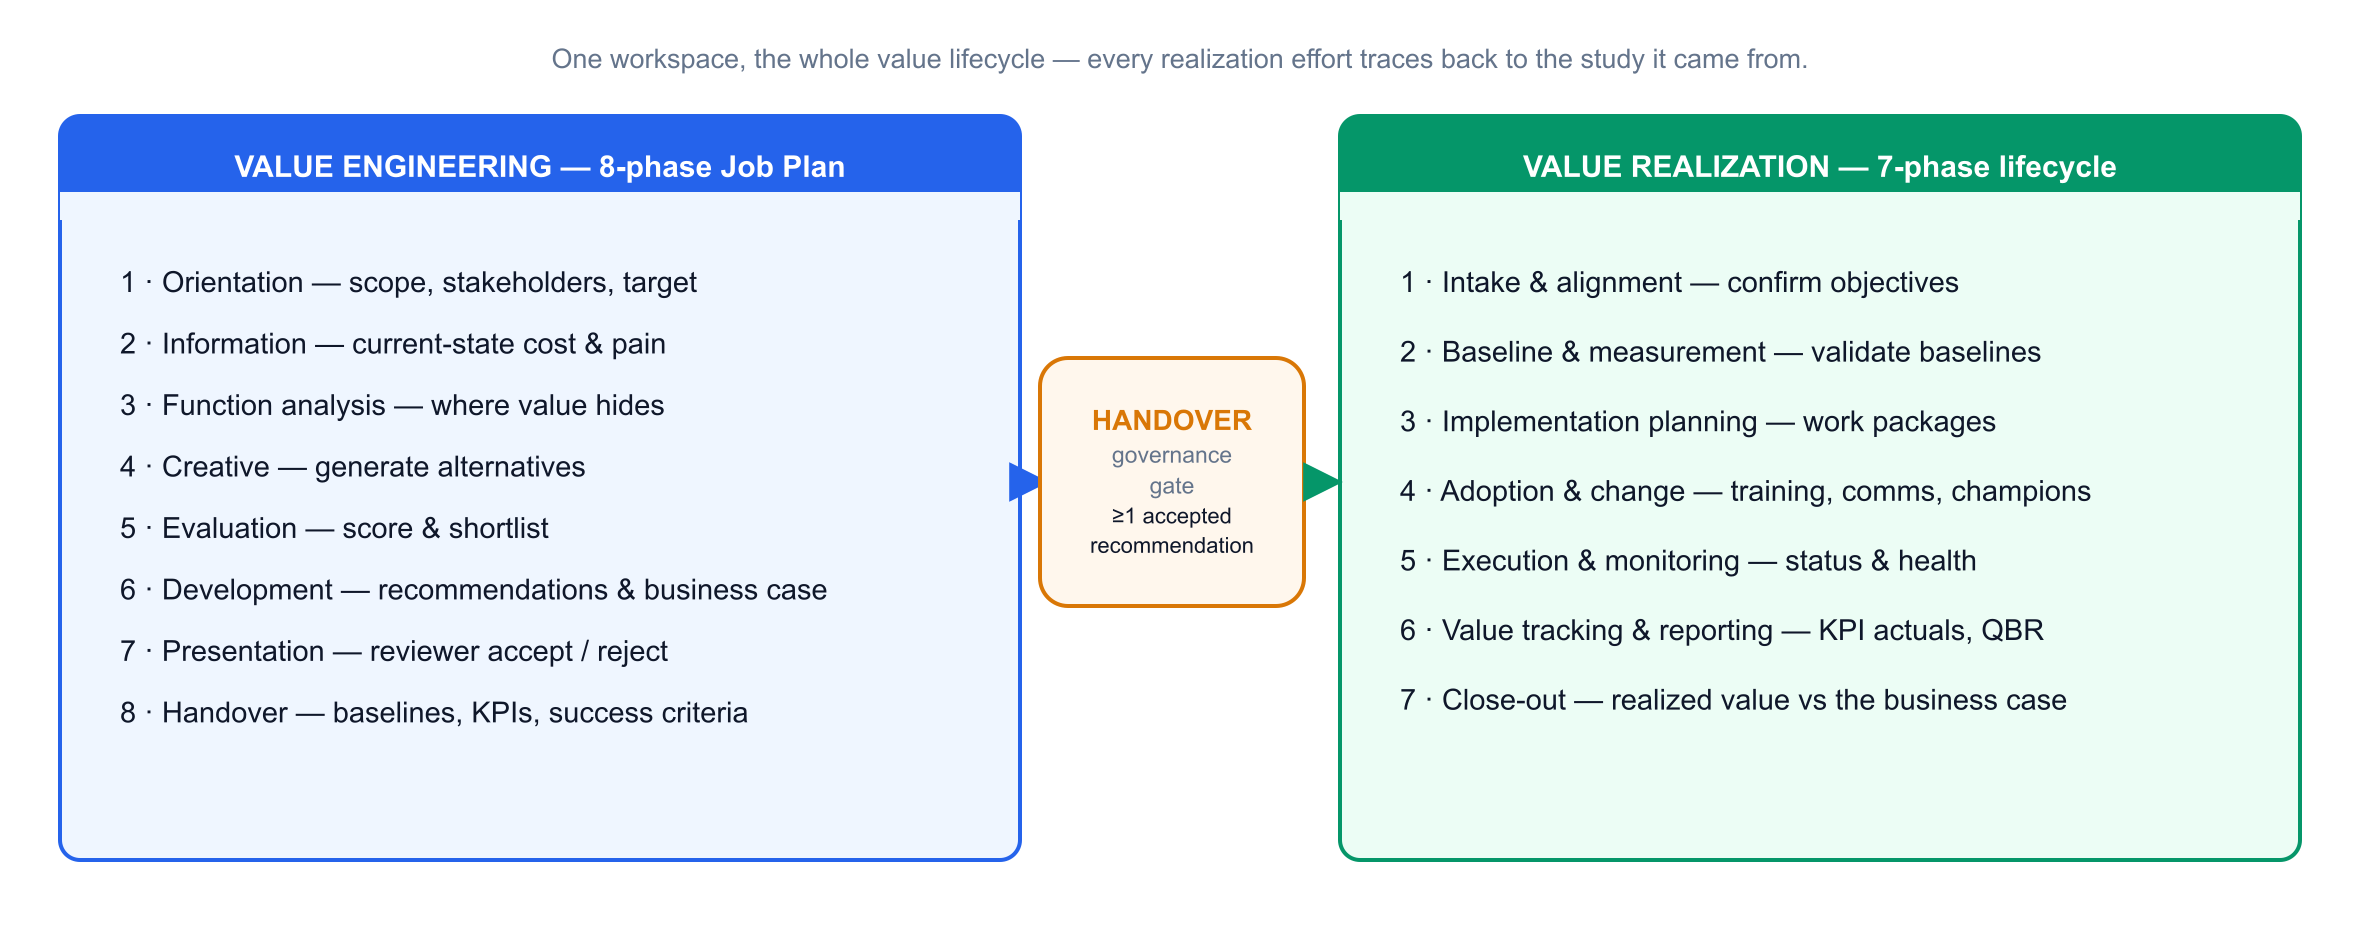 One workspace, the whole value lifecycle — every realization effort traces back to the study it came from.
VALUE ENGINEERING — 8-phase Job Plan
1 · Orientation — scope, stakeholders, target
2 · Information — current-state cost & pain
3 · Function analysis — where value hides
4 · Creative — generate alternatives
5 · Evaluation — score & shortlist
6 · Development — recommendations & business case
7 · Presentation — reviewer accept / reject
8 · Handover — baselines, KPIs, success criteria
HANDOVER
governance
gate
≥1 accepted
recommendation
VALUE REALIZATION — 7-phase lifecycle
1 · Intake & alignment — confirm objectives
2 · Baseline & measurement — validate baselines
3 · Implementation planning — work packages
4 · Adoption & change — training, comms, champions
5 · Execution & monitoring — status & health
6 · Value tracking & reporting — KPI actuals, QBR
7 · Close-out — realized value vs the business case